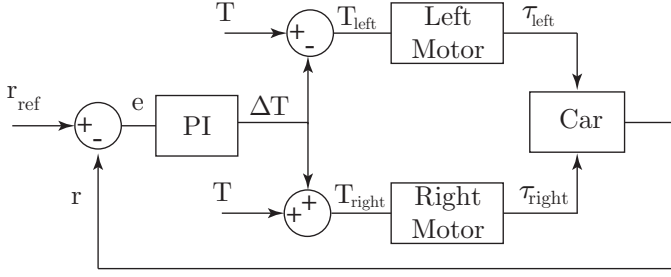 T
+
-
T_left
Left
Motor
τ_left
r_ref
+
-
e
PI
ΔT
Car
r
T
+
+
T_right
Right
Motor
τ_right